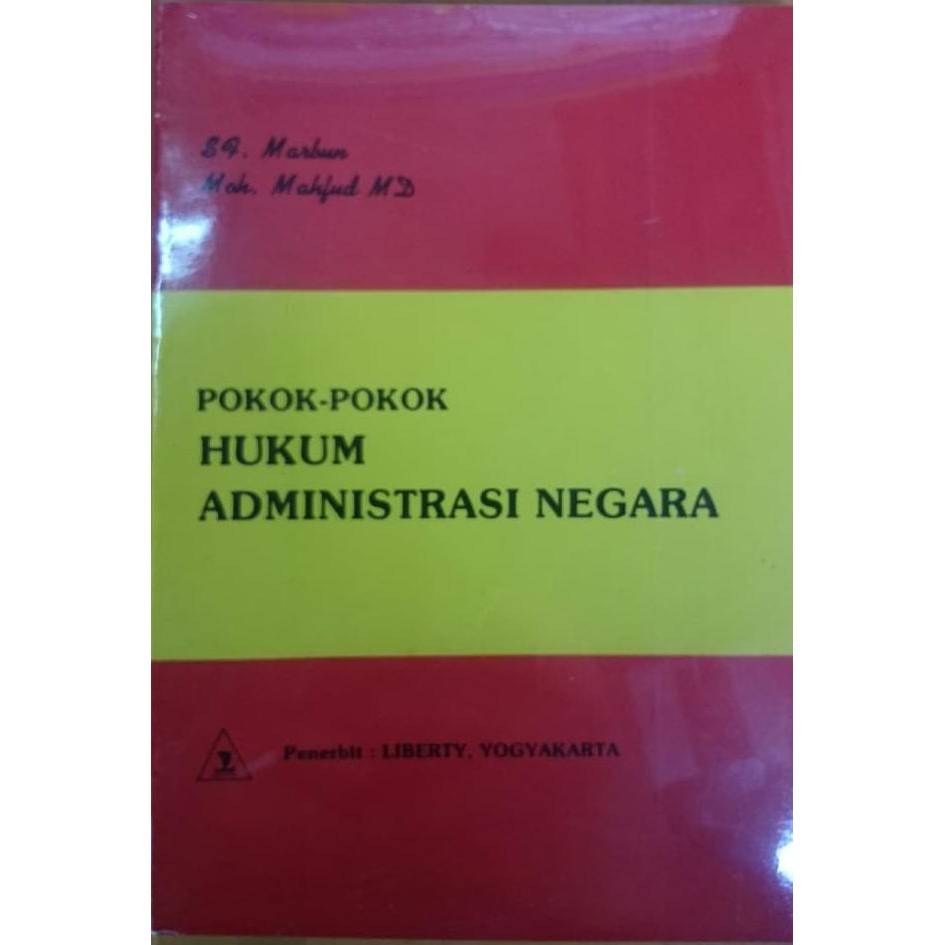 SF. Marbun
Moh. Mahfud MD
POKOK-POKOK
HUKUM
ADMINISTRASI NEGARA
Penerbit : LIBERTY, YOGYAKARTA